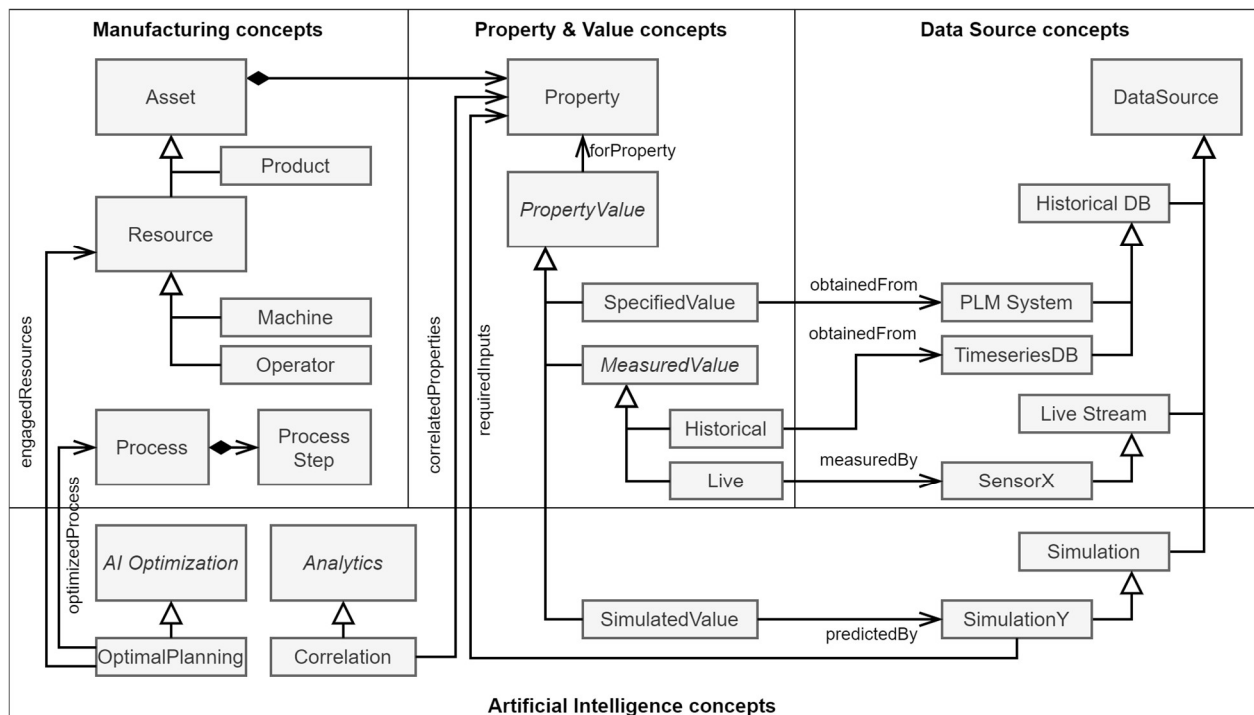 Manufacturing concepts
Property & Value concepts
Data Source concepts
Asset
Property
DataSource
Product
forProperty
PropertyValue
Historical DB
Resource
SpecifiedValue
obtainedFrom
PLM System
Machine
obtainedFrom
MeasuredValue
TimeseriesDB
Operator
engagedResources
correlatedProperties
requiredInputs
Historical
Live Stream
Process
Process
Step
Live
measuredBy
SensorX
optimizedProcess
AI Optimization
Analytics
Simulation
SimulatedValue
predictedBy
SimulationY
OptimalPlanning
Correlation
Artificial Intelligence concepts